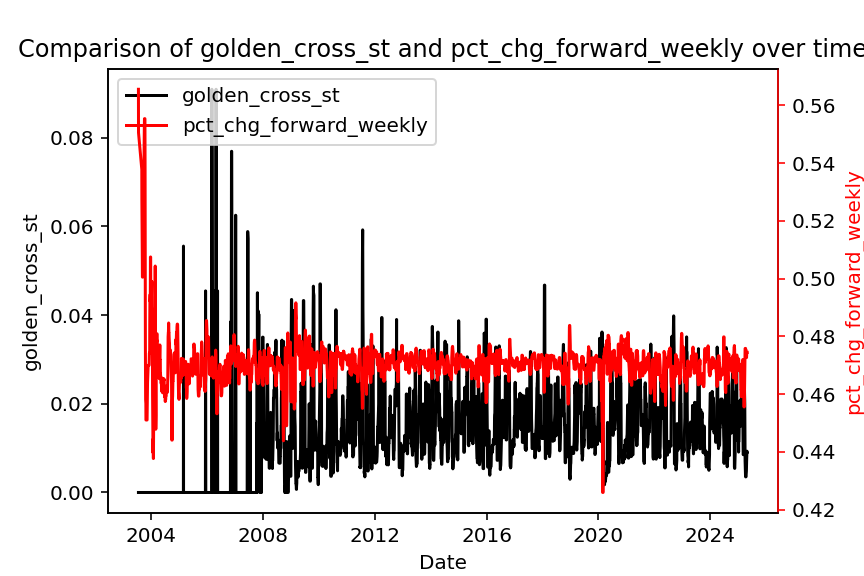 Comparison of golden_cross_st and pct_chg_forward_weekly over time
golden_cross_st
pct_chg_forward_weekly
0.08
0.06
0.04
0.02
0.00
golden_cross_st
0.56
0.54
0.52
0.50
0.48
0.46
0.44
0.42
pct_chg_forward_weekly
2004 2008 2012 2016 2020 2024
Date